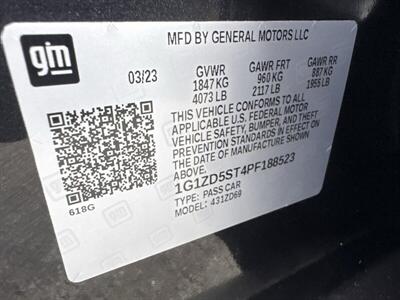 MFD BY GENERAL MOTORS LLC
gm
03/23
GVWR GAWR FRT GAWR RR
1847 KG 960 KG 887 KG
4073 LB 2117 LB 1955 LB
THIS VEHICLE CONFORMS TO ALL
APPLICABLE U.S. FEDERAL MOTOR
VEHICLE SAFETY, BUMPER, AND THEFT
PREVENTION STANDARDS IN EFFECT ON
THE DATE OF MANUFACTURE SHOWN
ABOVE.
1G1ZD5ST4PF188523
TYPE: PASS CAR
MODEL: 431ZD69
618G